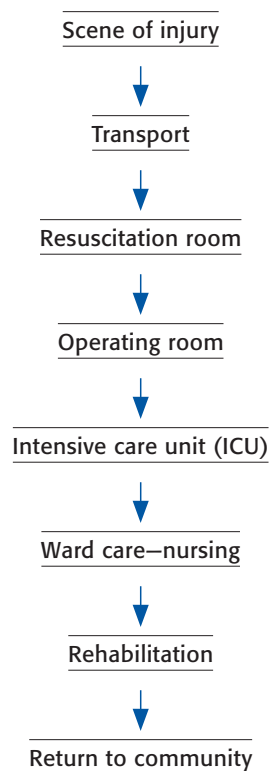 Scene of injury
Transport
Resuscitation room
Operating room
Intensive care unit (ICU)
Ward care—nursing
Rehabilitation
Return to community